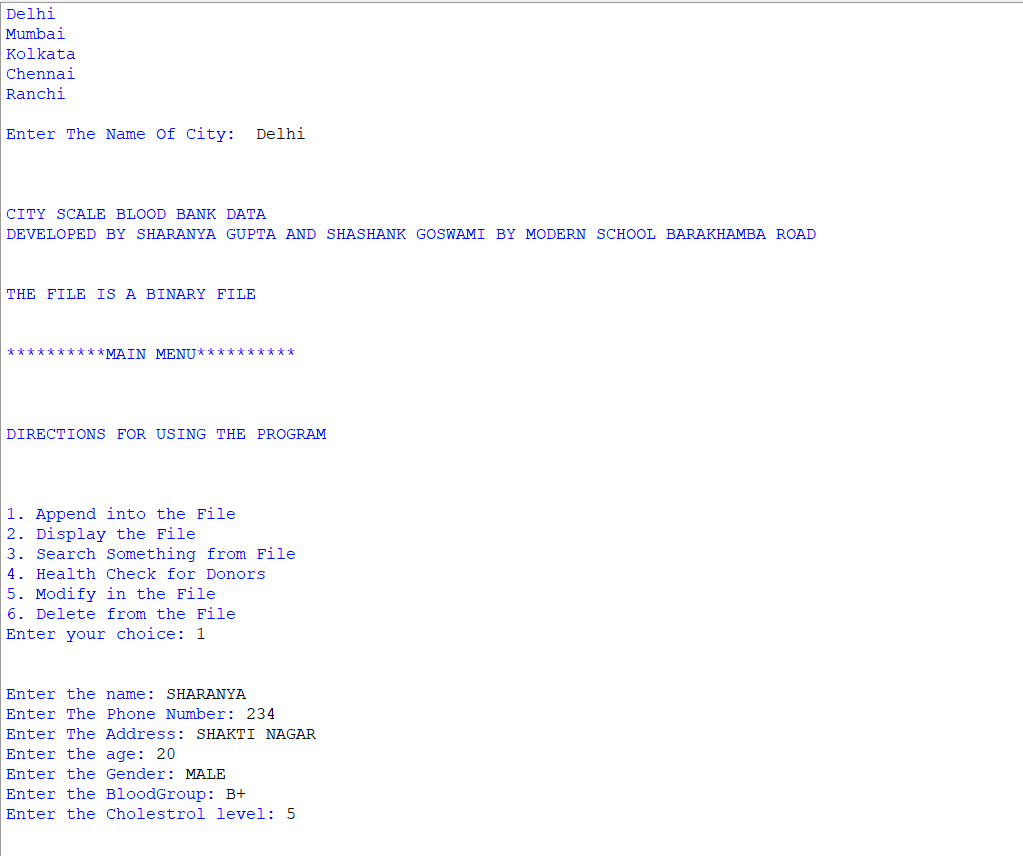 Delhi
Mumbai
Kolkata
Chennai
Ranchi
Enter The Name Of City:  Delhi
CITY SCALE BLOOD BANK DATA
DEVELOPED BY SHARANYA GUPTA AND SHASHANK GOSWAMI BY MODERN SCHOOL BARAKHAMBA ROAD
THE FILE IS A BINARY FILE
**********MAIN MENU**********
DIRECTIONS FOR USING THE PROGRAM
1. Append into the File
2. Display the File
3. Search Something from File
4. Health Check for Donors
5. Modify in the File
6. Delete from the File
Enter your choice: 1
Enter the name: SHARANYA
Enter The Phone Number: 234
Enter The Address: SHAKTI NAGAR
Enter the age: 20
Enter the Gender: MALE
Enter the BloodGroup: B+
Enter the Cholestrol level: 5